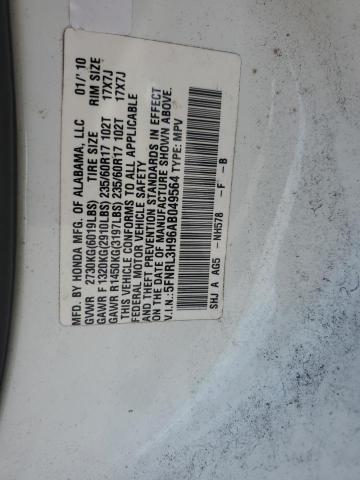 MFD. BY HONDA MFG. OF ALABAMA, LLC 01/'10
GVWR 2730KG(6019LBS) TIRE SIZE RIM SIZE
GAWR F 1320KG(2910LBS) 235/60R17 102T 17X7J
GAWR R 1450KG(3197LBS) 235/60R17 102T 17X7J
THIS VEHICLE CONFORMS TO ALL APPLICABLE
FEDERAL MOTOR VEHICLE SAFETY
AND THEFT PREVENTION STANDARDS IN EFFECT
ON THE DATE OF MANUFACTURE SHOWN ABOVE.
V.I.N.: 5FNRL3H96AB049564 TYPE: MPV
SHJ A AG5 -NH578 -F -B